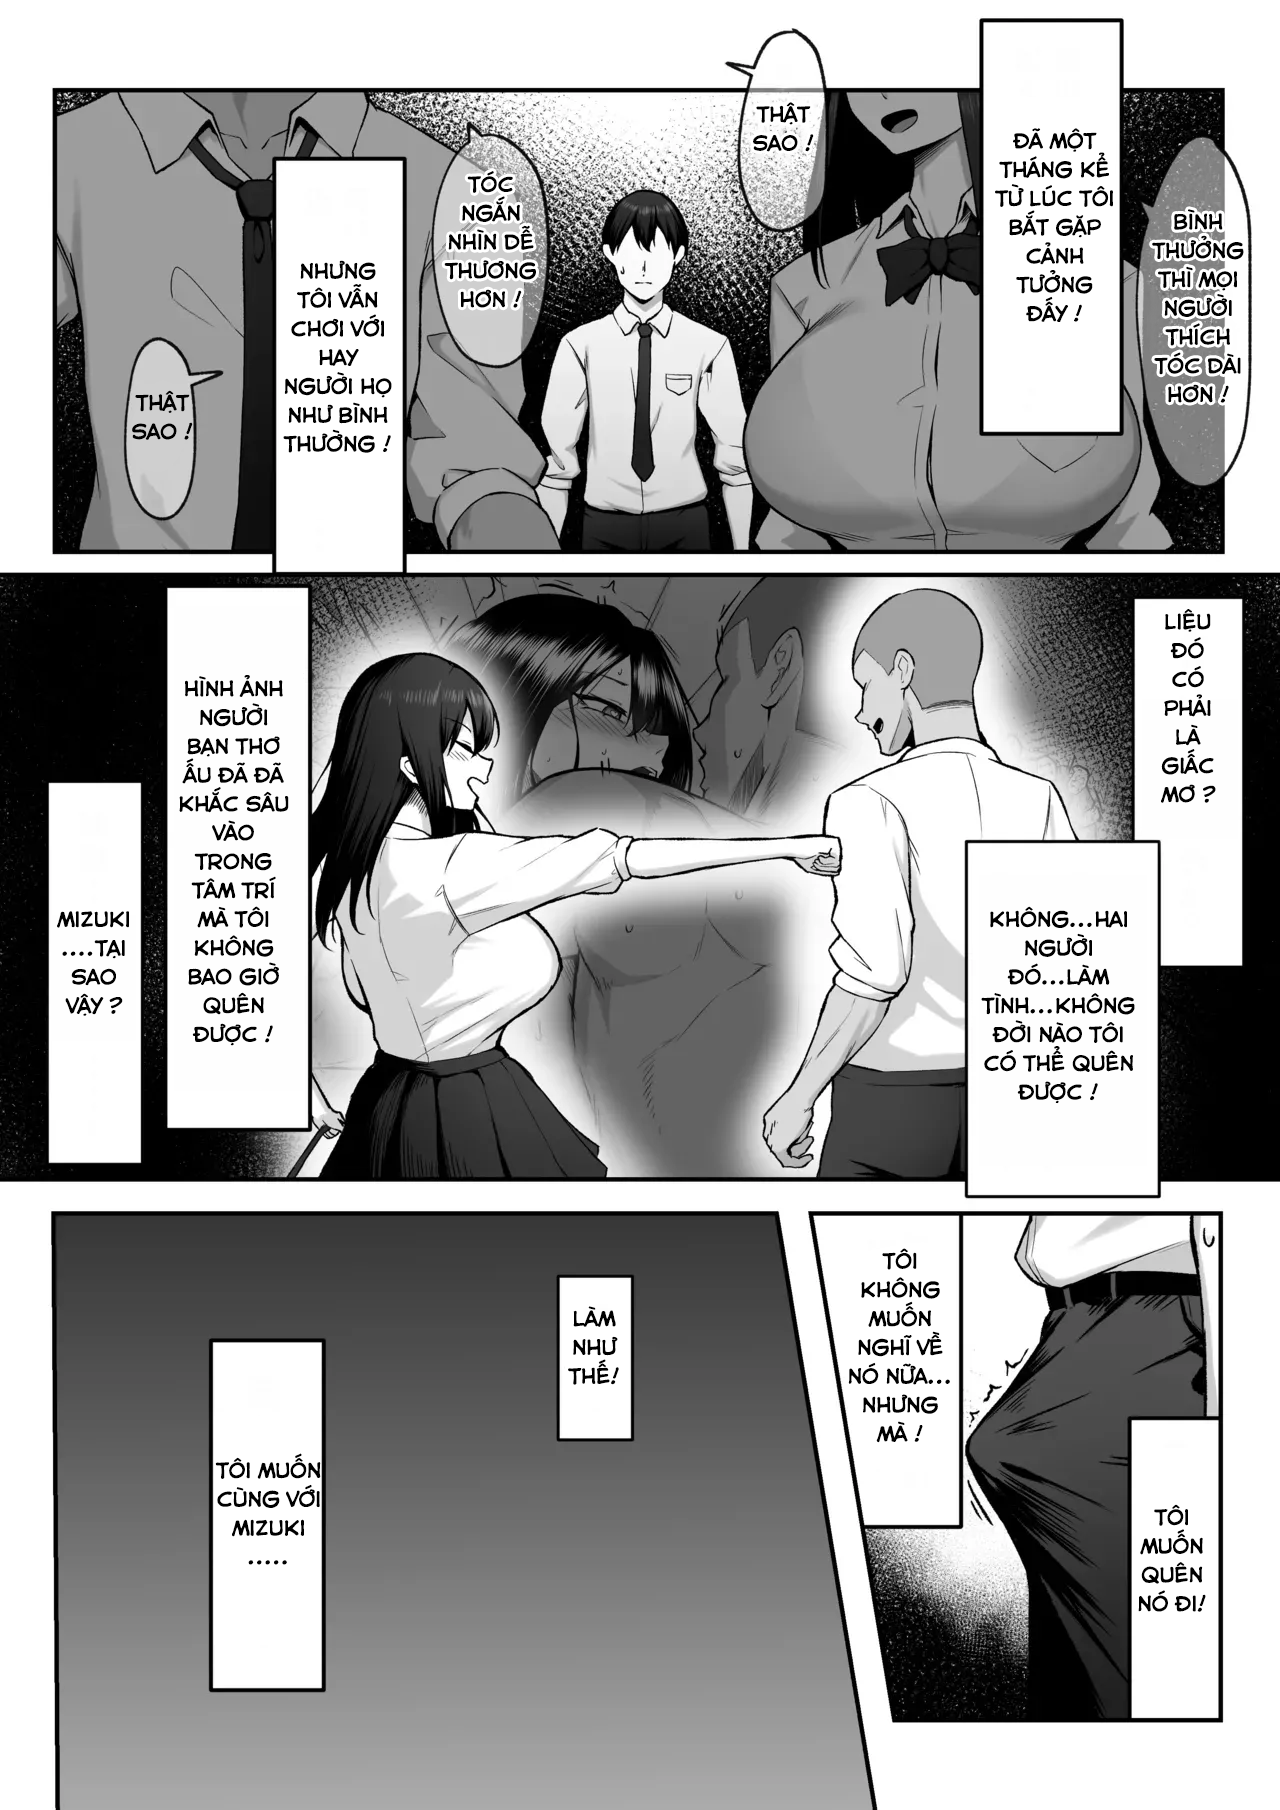 ĐÃ MỘT
THÁNG KỂ
TỪ LÚC TÔI
BẮT GẶP
CẢNH
TƯỞNG
ĐẤY !
BÌNH
THƯỞNG
THÌ MỌI
NGƯỜI
THÍCH
TÓC DÀI
HƠN !
THẬT
SAO !
TÓC
NGẮN
NHÌN DỄ
THƯƠNG
HƠN !
NHƯNG
TÔI VẪN
CHƠI VỚI
HAY
NGƯỜI HỌ
NHƯ BÌNH
THƯỜNG !
THẬT
SAO !
LIỆU
ĐÓ
CÓ
PHẢI
LÀ
GIẤC
MƠ ?
KHÔNG...HAI
NGƯỜI
ĐÓ...LÀM
TÌNH...KHÔNG
ĐỜI NÀO TÔI
CÓ THỂ QUÊN
ĐƯỢC !
HÌNH ẢNH
NGƯỜI
BẠN THƠ
ẤU ĐÃ ĐÃ
KHẮC SÂU
VÀO
TRONG
TÂM TRÍ
MÀ TÔI
KHÔNG
BAO GIỜ
QUÊN
ĐƯỢC !
MIZUKI
....TẠI
SAO
VẬY ?
TÔI
KHÔNG
MUỐN
NGHĨ VỀ
NÓ NỮA...
NHƯNG
MÀ !
TÔI
MUỐN
QUÊN
NÓ ĐI!
LÀM
NHƯ
THẾ!
TÔI MUỐN
CÙNG VỚI
MIZUKI
.....